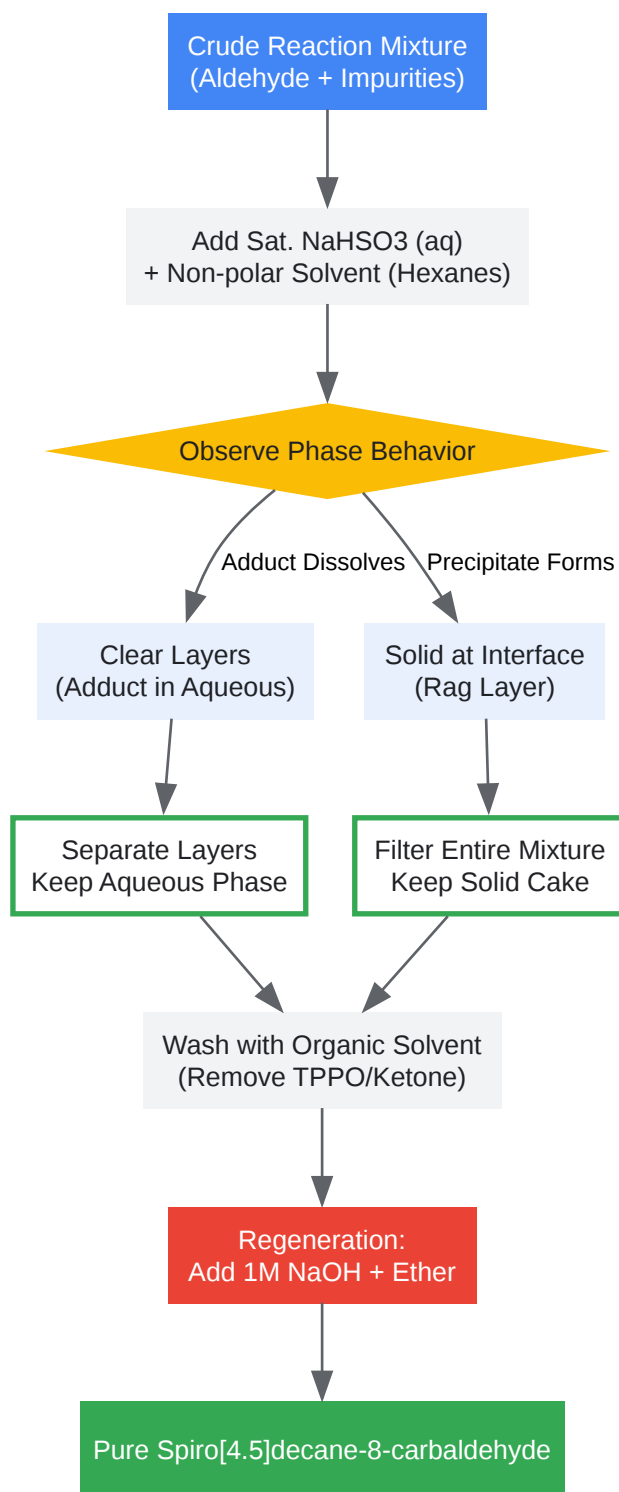 Crude Reaction Mixture
(Aldehyde + Impurities)
Add Sat. NaHSO3 (aq)
+ Non-polar Solvent (Hexanes)
Observe Phase Behavior
Adduct Dissolves
Precipitate Forms
Clear Layers
(Adduct in Aqueous)
Solid at Interface
(Rag Layer)
Separate Layers
Keep Aqueous Phase
Filter Entire Mixture
Keep Solid Cake
Wash with Organic Solvent
(Remove TPPO/Ketone)
Regeneration:
Add 1M NaOH + Ether
Pure Spiro[4.5]decane-8-carbaldehyde